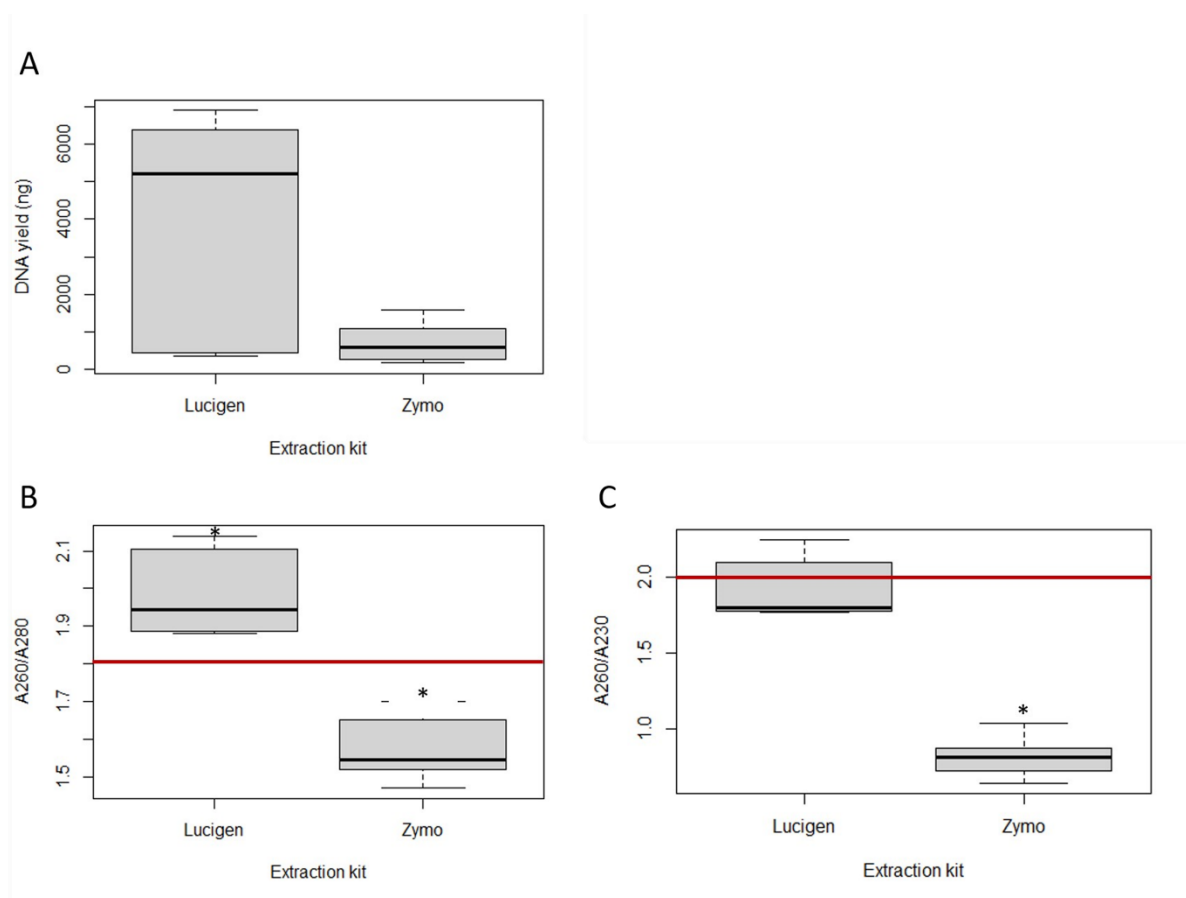 A
DNA yield (ng)
6000
4000
2000
0
Lucigen
Zymo
Extraction kit
B
A260/A280
2.1
1.9
1.7
1.5
*
*
Lucigen
Zymo
Extraction kit
C
A260/A230
2.0
1.5
1.0
*
Lucigen
Zymo
Extraction kit